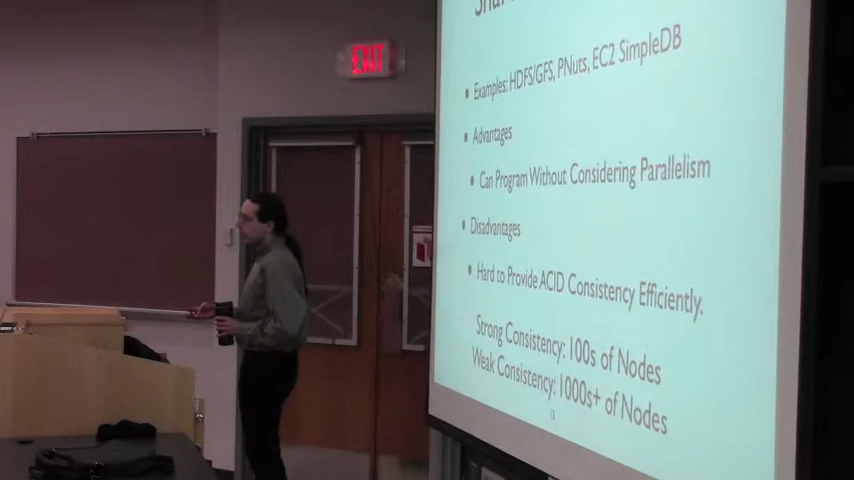 EXIT
Examples: HDFS/GFS, PNuts, EC2 SimpleDB
Advantages
Can Program Without Considering Parallelism
Disadvantages
Hard to Provide ACID Consistency Efficiently.
Strong Consistency: 100s of Nodes
Weak Consistency: 1000s+ of Nodes
13